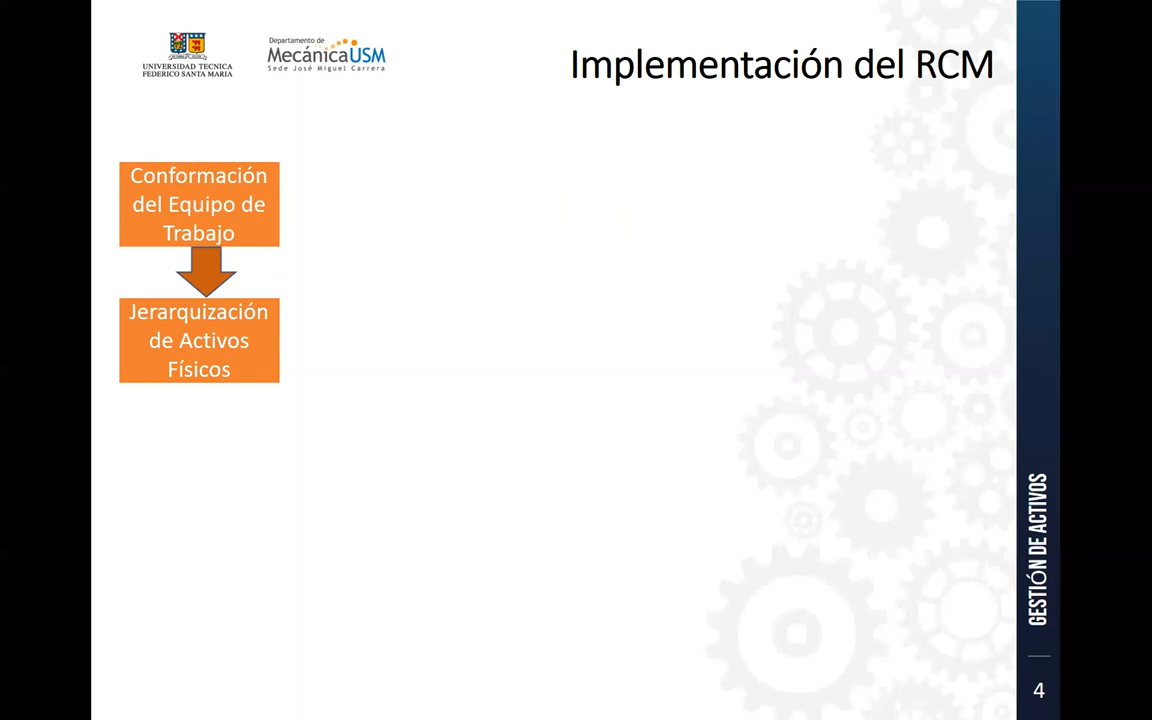 UNIVERSIDAD TECNICA
FEDERICO SANTA MARIA
Departamento de
MecánicaUSM
Sede José Miguel Carrera
Implementación del RCM
Conformación
del Equipo de
Trabajo
Jerarquización
de Activos
Físicos
GESTIÓN DE ACTIVOS
4